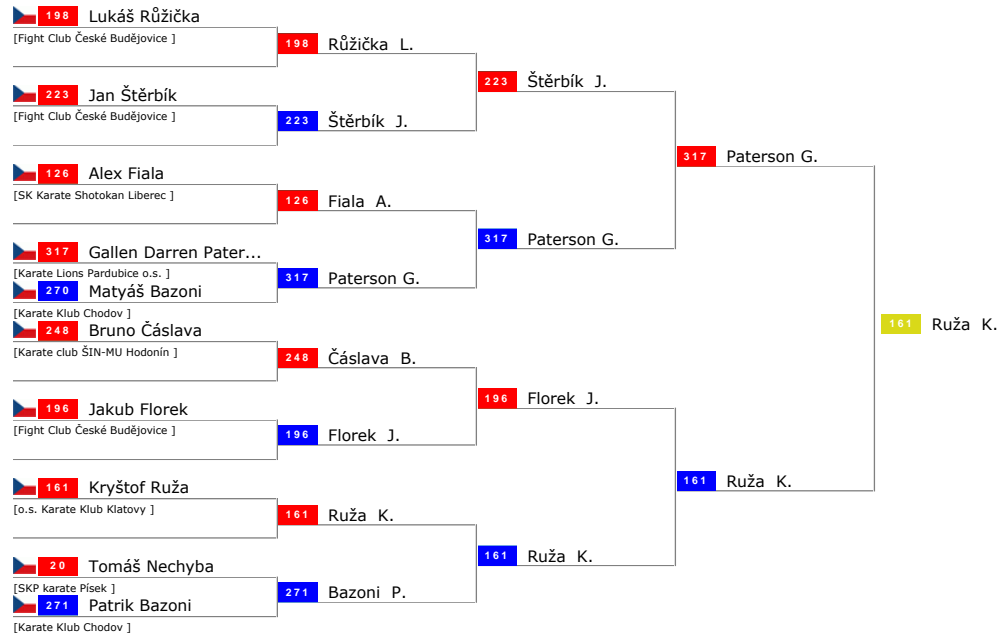 198 Lukáš Růžička
[Fight Club České Budějovice ]
223 Jan Štěrbík
[Fight Club České Budějovice ]
126 Alex Fiala
[SK Karate Shotokan Liberec ]
317 Gallen Darren Pater...
[Karate Lions Pardubice o.s. ]
270 Matyáš Bazoni
[Karate Klub Chodov ]
248 Bruno Čáslava
[Karate club ŠIN-MU Hodonín ]
196 Jakub Florek
[Fight Club České Budějovice ]
161 Kryštof Ruža
[o.s. Karate Klub Klatovy ]
20 Tomáš Nechyba
[SKP karate Písek ]
271 Patrik Bazoni
[Karate Klub Chodov ]
198 Růžička L.
223 Štěrbík J.
126 Fiala A.
317 Paterson G.
248 Čáslava B.
196 Florek J.
161 Ruža K.
271 Bazoni P.
223 Štěrbík J.
317 Paterson G.
196 Florek J.
161 Ruža K.
317 Paterson G.
161 Ruža K.
161 Ruža K.